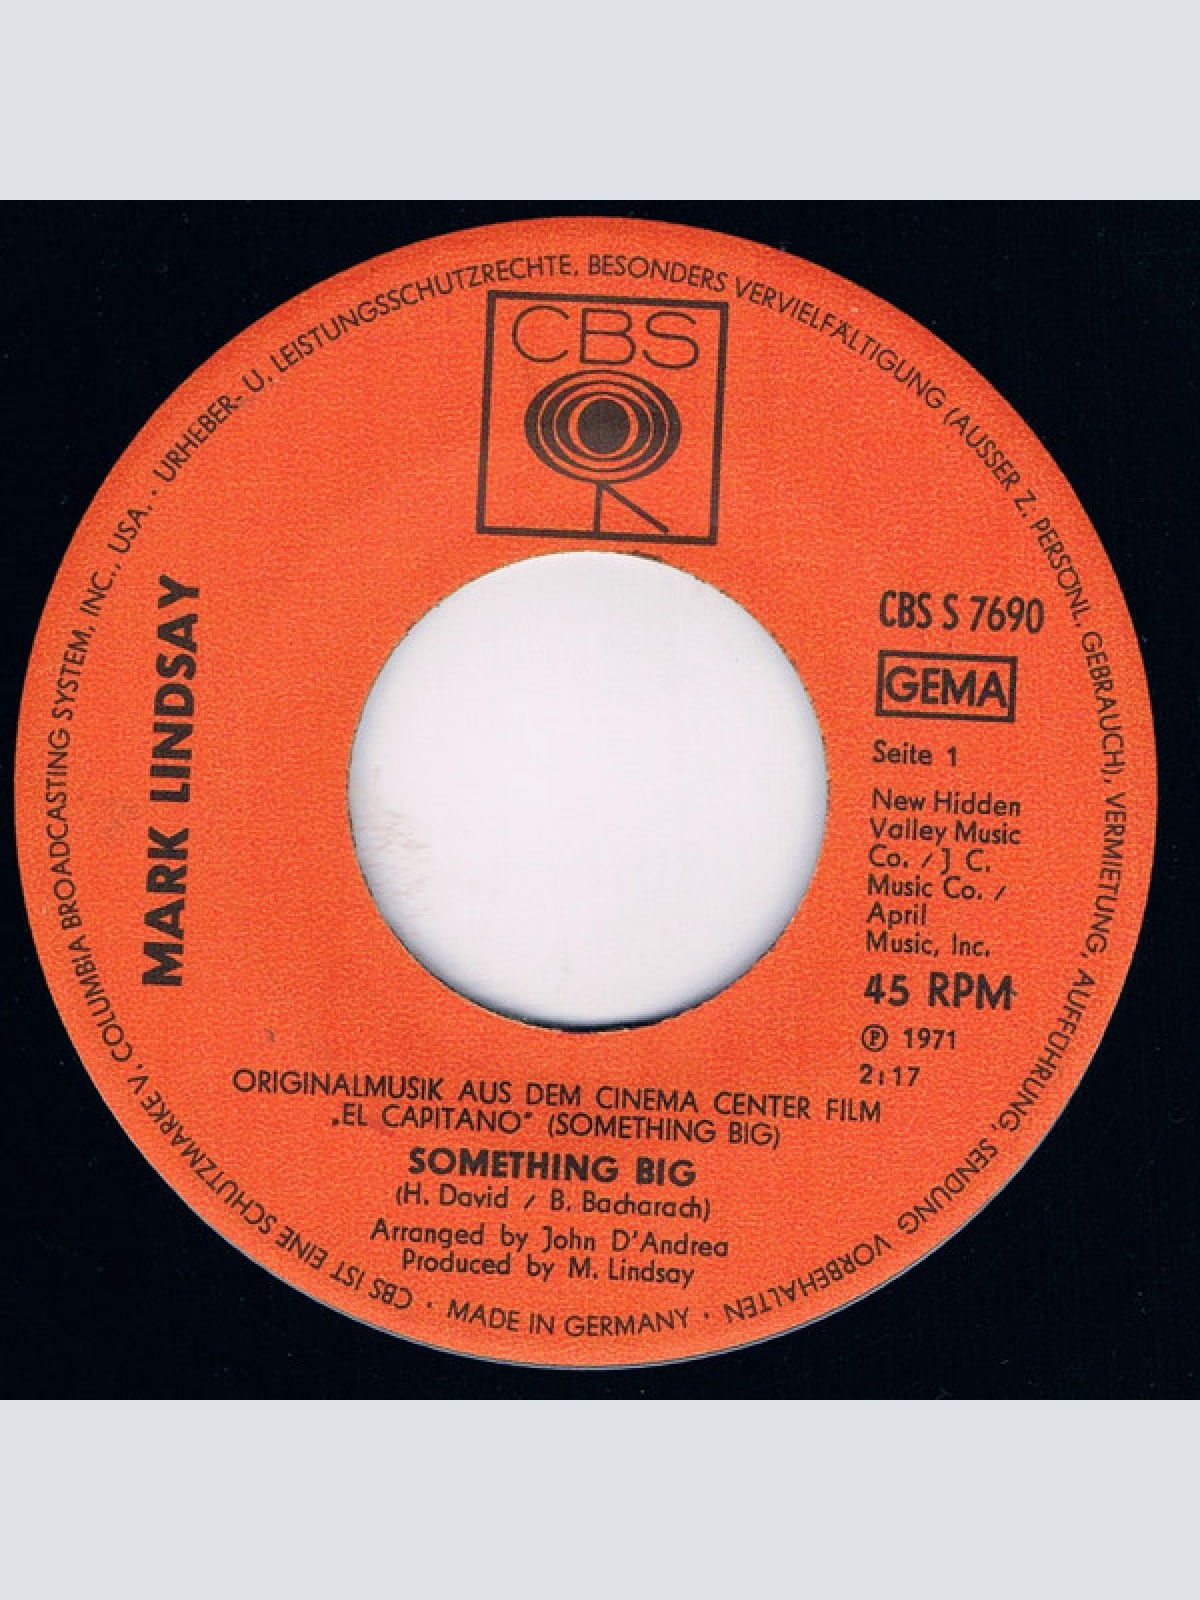 URHEBER- U. LEISTUNGSSCHUTZRECHTE, BESONDERS VERVIELFÄLTIGUNG (AUSSER Z. PERSÖNL. GEBRAUCH), VERMIETUNG, AUFFÜHRUNG, SENDUNG VORBEHALTEN · MADE IN GERMANY · CBS IST EINE SCHUTZMARKE V. COLUMBIA BROADCASTING SYSTEM, INC., USA. ·
CBS
MARK LINDSAY
CBS S 7690
GEMA
Seite 1
New Hidden
Valley Music
Co. / J C.
Music Co. /
April
Music, Inc.
45 RPM
Ⓟ 1971
2:17
ORIGINALMUSIK AUS DEM CINEMA CENTER FILM
„EL CAPITANO“ (SOMETHING BIG)
SOMETHING BIG
(H. David / B. Bacharach)
Arranged by John D'Andrea
Produced by M. Lindsay